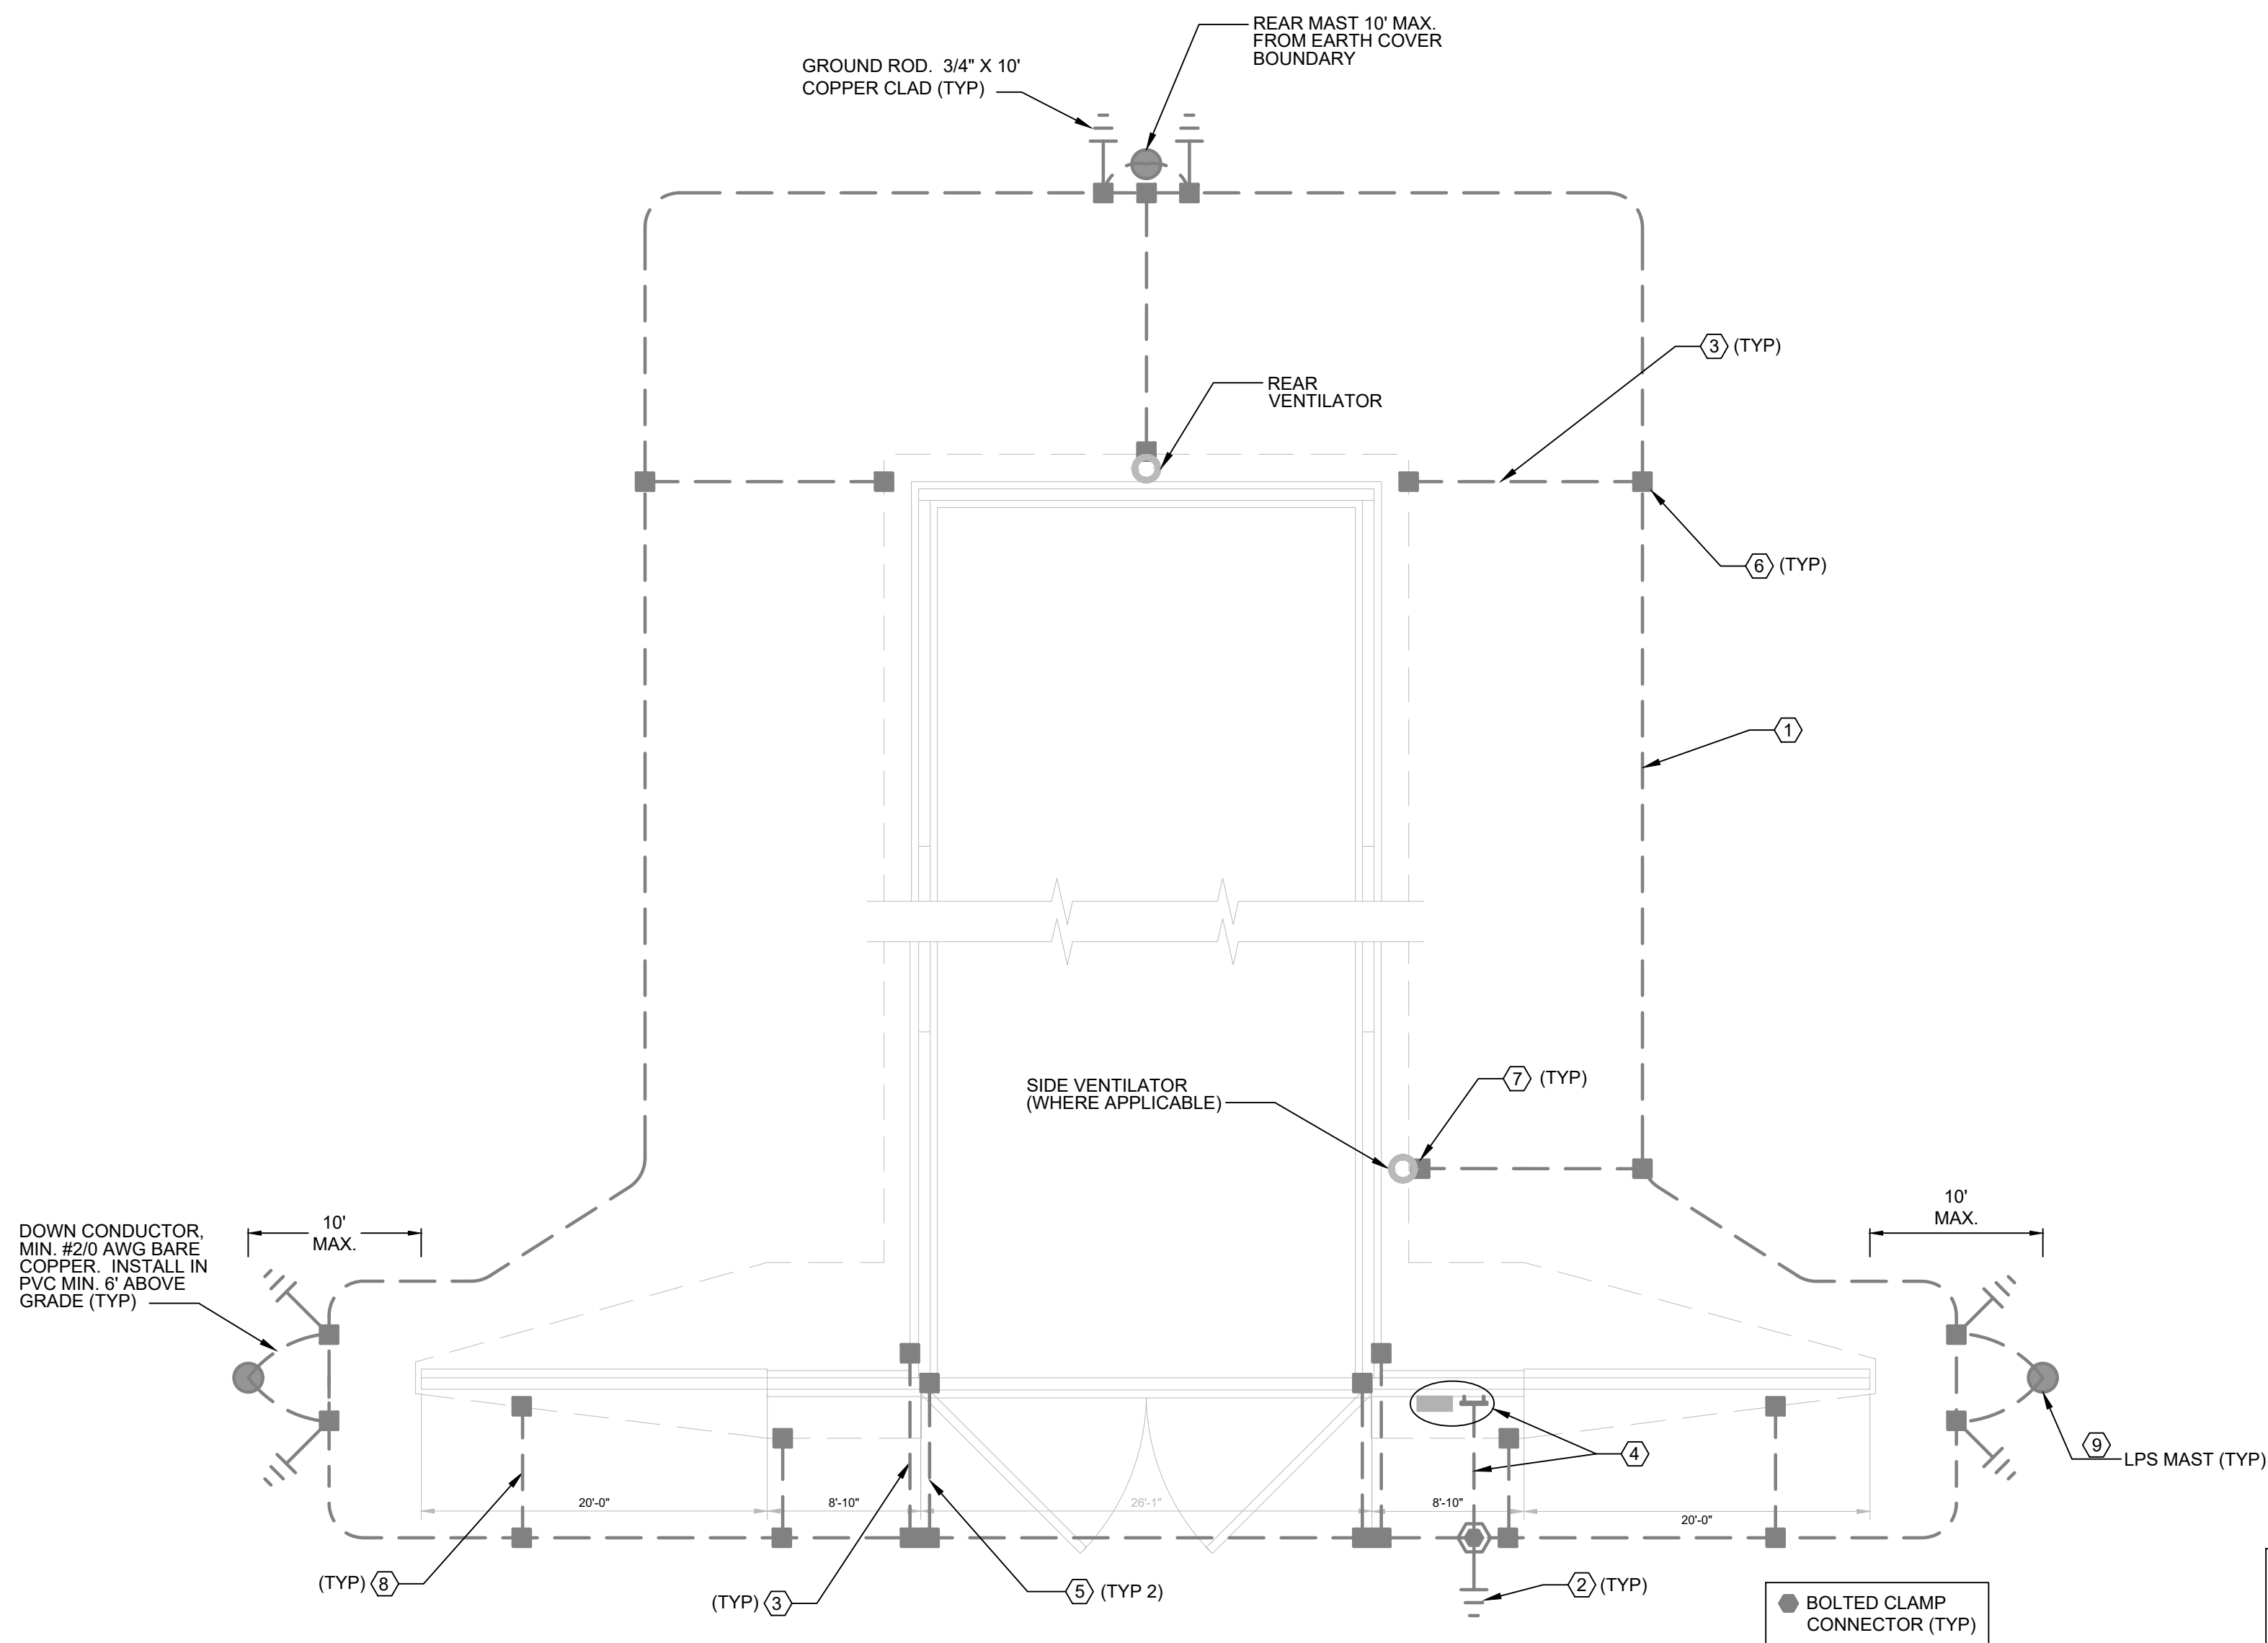 REAR MAST 10' MAX.
FROM EARTH COVER
BOUNDARY
GROUND ROD.  3/4" X 10'
COPPER CLAD (TYP)
3 (TYP)
REAR
VENTILATOR
6 (TYP)
1
SIDE VENTILATOR
(WHERE APPLICABLE)
7 (TYP)
DOWN CONDUCTOR,
MIN. #2/0 AWG BARE
COPPER.  INSTALL IN
PVC MIN. 6' ABOVE
GRADE (TYP)
10'
MAX.
10'
MAX.
4
9
LPS MAST (TYP)
20'-0"
8'-10"
26'-1"
8'-10"
20'-0"
(TYP) 8
(TYP) 3
5 (TYP 2)
2 (TYP)
BOLTED CLAMP
CONNECTOR (TYP)